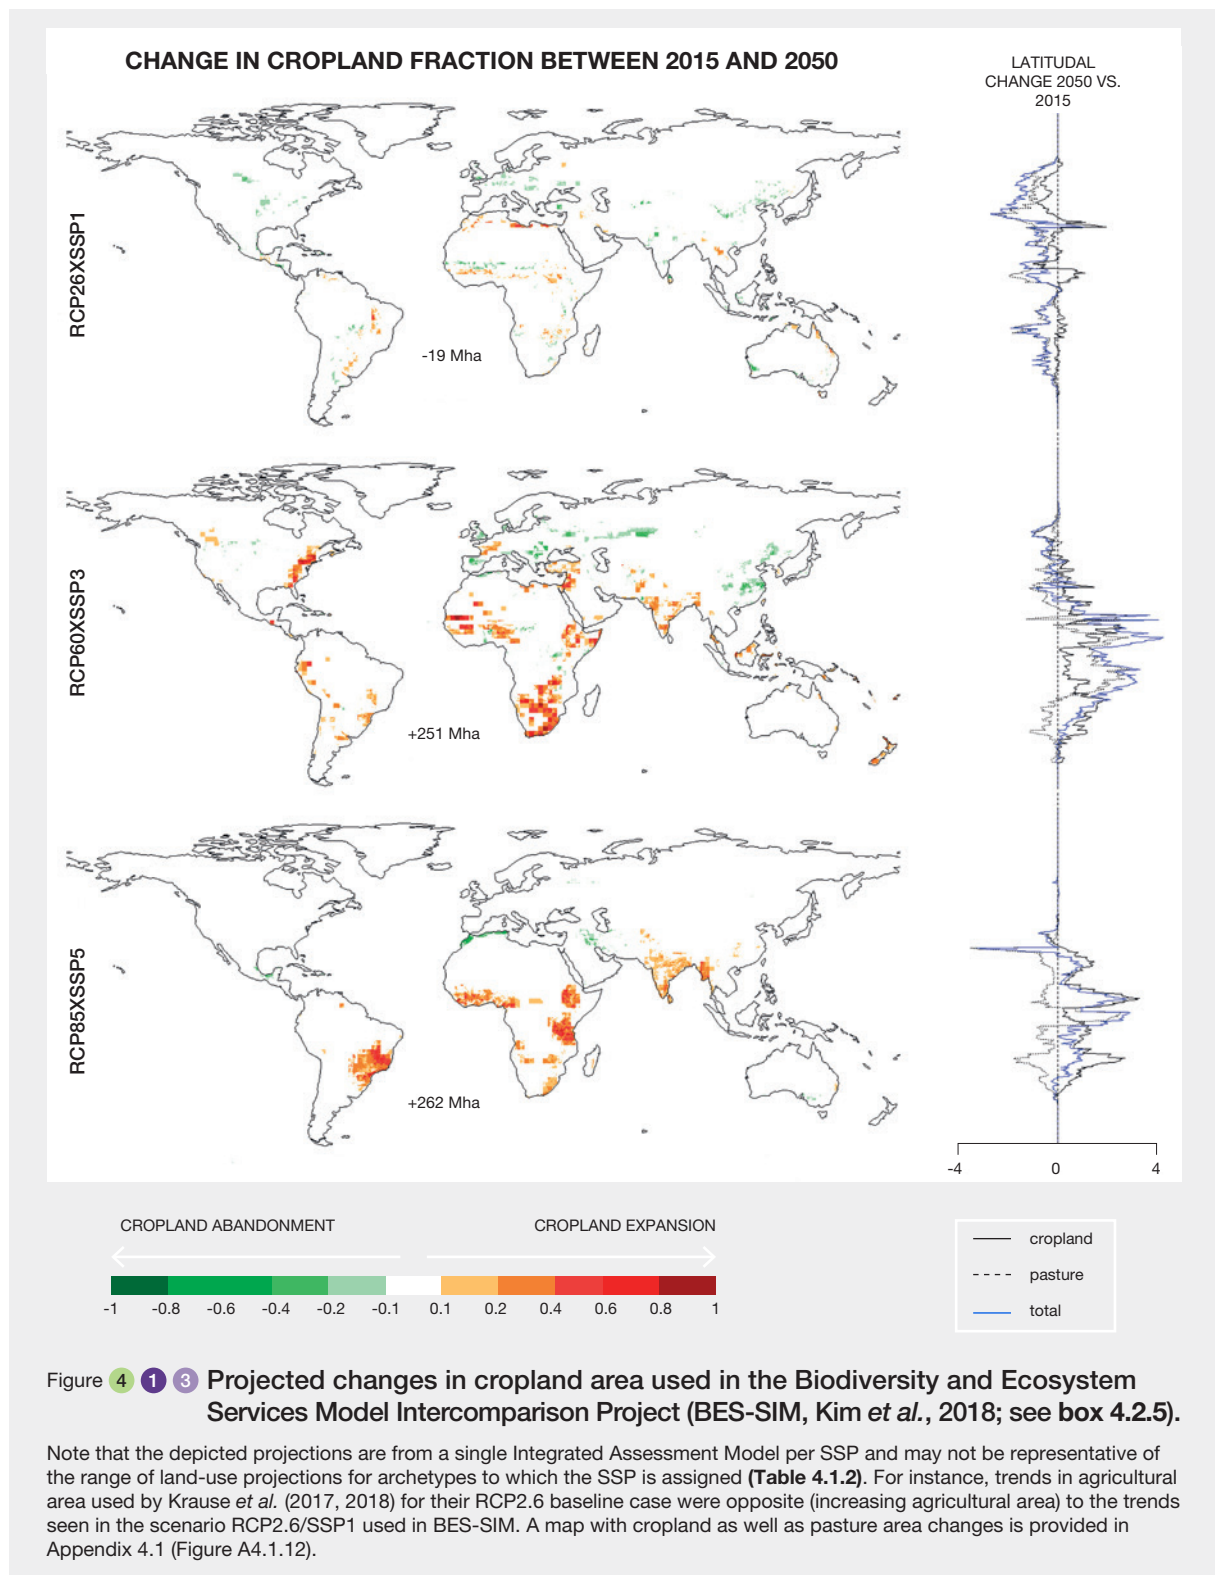 CHANGE IN CROPLAND FRACTION BETWEEN 2015 AND 2050
LATITUDAL
CHANGE 2050 VS.
2015
RCP26XSSP1
-19 Mha
RCP60XSSP3
+251 Mha
RCP85XSSP5
+262 Mha
-4 0 4
CROPLAND ABANDONMENT CROPLAND EXPANSION
-1 -0.8 -0.6 -0.4 -0.2 -0.1 0.1 0.2 0.4 0.6 0.8 1
cropland
pasture
total
Figure 4 1 3 Projected changes in cropland area used in the Biodiversity and Ecosystem
Services Model Intercomparison Project (BES-SIM, Kim et al., 2018; see box 4.2.5).
Note that the depicted projections are from a single Integrated Assessment Model per SSP and may not be representative of
the range of land-use projections for archetypes to which the SSP is assigned (Table 4.1.2). For instance, trends in agricultural
area used by Krause et al. (2017, 2018) for their RCP2.6 baseline case were opposite (increasing agricultural area) to the trends
seen in the scenario RCP2.6/SSP1 used in BES-SIM. A map with cropland as well as pasture area changes is provided in
Appendix 4.1 (Figure A4.1.12).